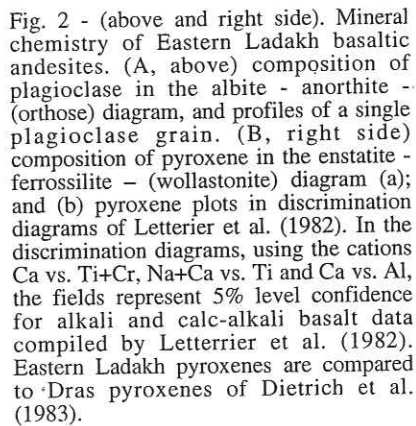 Fig. 2 - (above and right side). Mineral
chemistry of Eastern Ladakh basaltic
andesites. (A, above) composition of
plagioclase in the albite - anorthite -
(orthose) diagram, and profiles of a single
plagioclase grain. (B, right side)
composition of pyroxene in the enstatite -
ferrossilite – (wollastonite) diagram (a);
and (b) pyroxene plots in discrimination
diagrams of Letterier et al. (1982). In the
discrimination diagrams, using the cations
Ca vs. Ti+Cr, Na+Ca vs. Ti and Ca vs. Al,
the fields represent 5% level confidence
for alkali and calc-alkali basalt data
compiled by Letterrier et al. (1982).
Eastern Ladakh pyroxenes are compared
to Dras pyroxenes of Dietrich et al.
(1983).